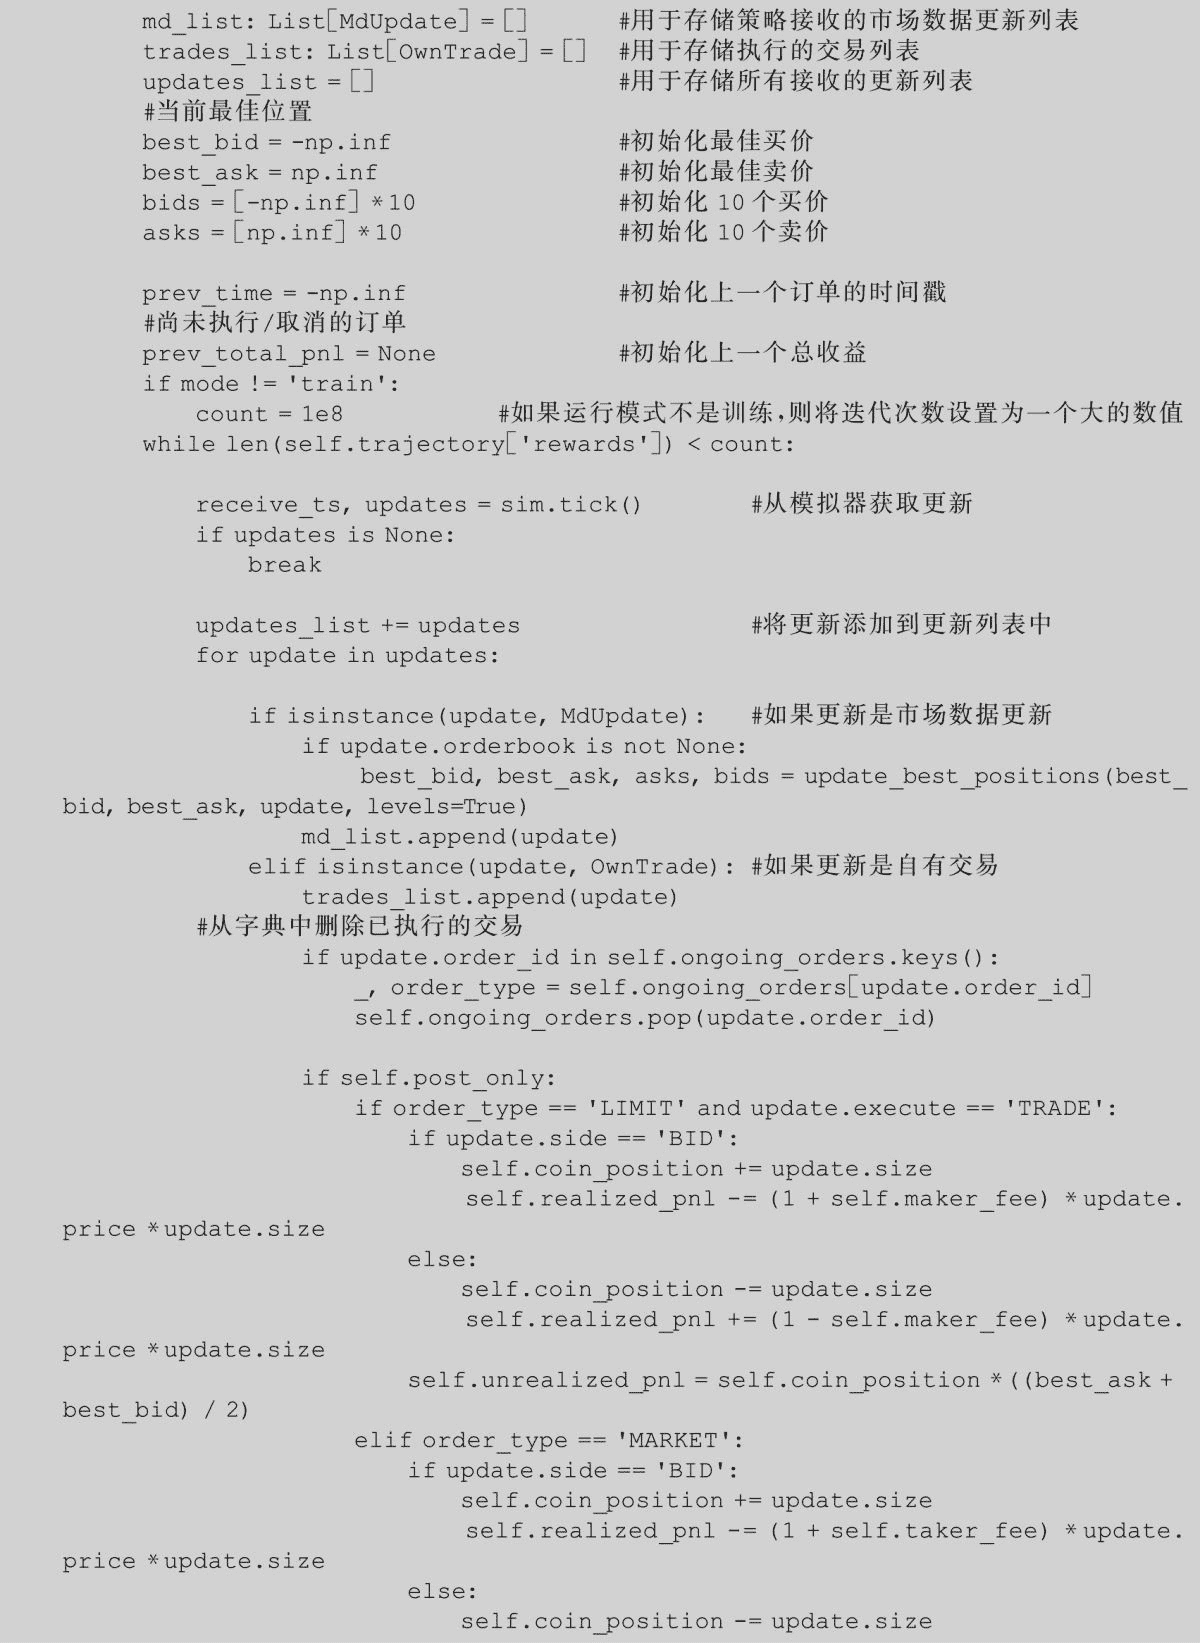 md_list: List[MdUpdate] = [] #用于存储策略接收的市场数据更新列表
trades_list: List[OwnTrade] = [] #用于存储执行的交易列表
updates_list = [] #用于存储所有接收的更新列表
#当前最佳位置
best_bid = -np.inf #初始化最佳买价
best_ask = np.inf #初始化最佳卖价
bids = [-np.inf] *10 #初始化 10 个买价
asks = [np.inf] *10 #初始化 10 个卖价
prev_time = -np.inf #初始化上一个订单的时间戳
#尚未执行/取消的订单
prev_total_pnl = None #初始化上一个总收益
if mode != 'train':
count = 1e8 #如果运行模式不是训练,则将迭代次数设置为一个大的数值
while len(self.trajectory['rewards']) < count:
receive_ts, updates = sim.tick() #从模拟器获取更新
if updates is None:
break
updates_list += updates #将更新添加到更新列表中
for update in updates:
if isinstance(update, MdUpdate): #如果更新是市场数据更新
if update.orderbook is not None:
best_bid, best_ask, asks, bids = update_best_positions(best_
bid, best_ask, update, levels=True)
md_list.append(update)
elif isinstance(update, OwnTrade): #如果更新是自有交易
trades_list.append(update)
#从字典中删除已执行的交易
if update.order_id in self.ongoing_orders.keys():
_, order_type = self.ongoing_orders[update.order_id]
self.ongoing_orders.pop(update.order_id)
if self.post_only:
if order_type == 'LIMIT' and update.execute == 'TRADE':
if update.side == 'BID':
self.coin_position += update.size
self.realized_pnl -= (1 + self.maker_fee) *update.
price *update.size
else:
self.coin_position -= update.size
self.realized_pnl += (1 - self.maker_fee) *update.
price *update.size
self.unrealized_pnl = self.coin_position * ((best_ask +
best_bid) / 2)
elif order_type == 'MARKET':
if update.side == 'BID':
self.coin_position += update.size
self.realized_pnl -= (1 + self.taker_fee) *update.
price *update.size
else:
self.coin_position -= update.size